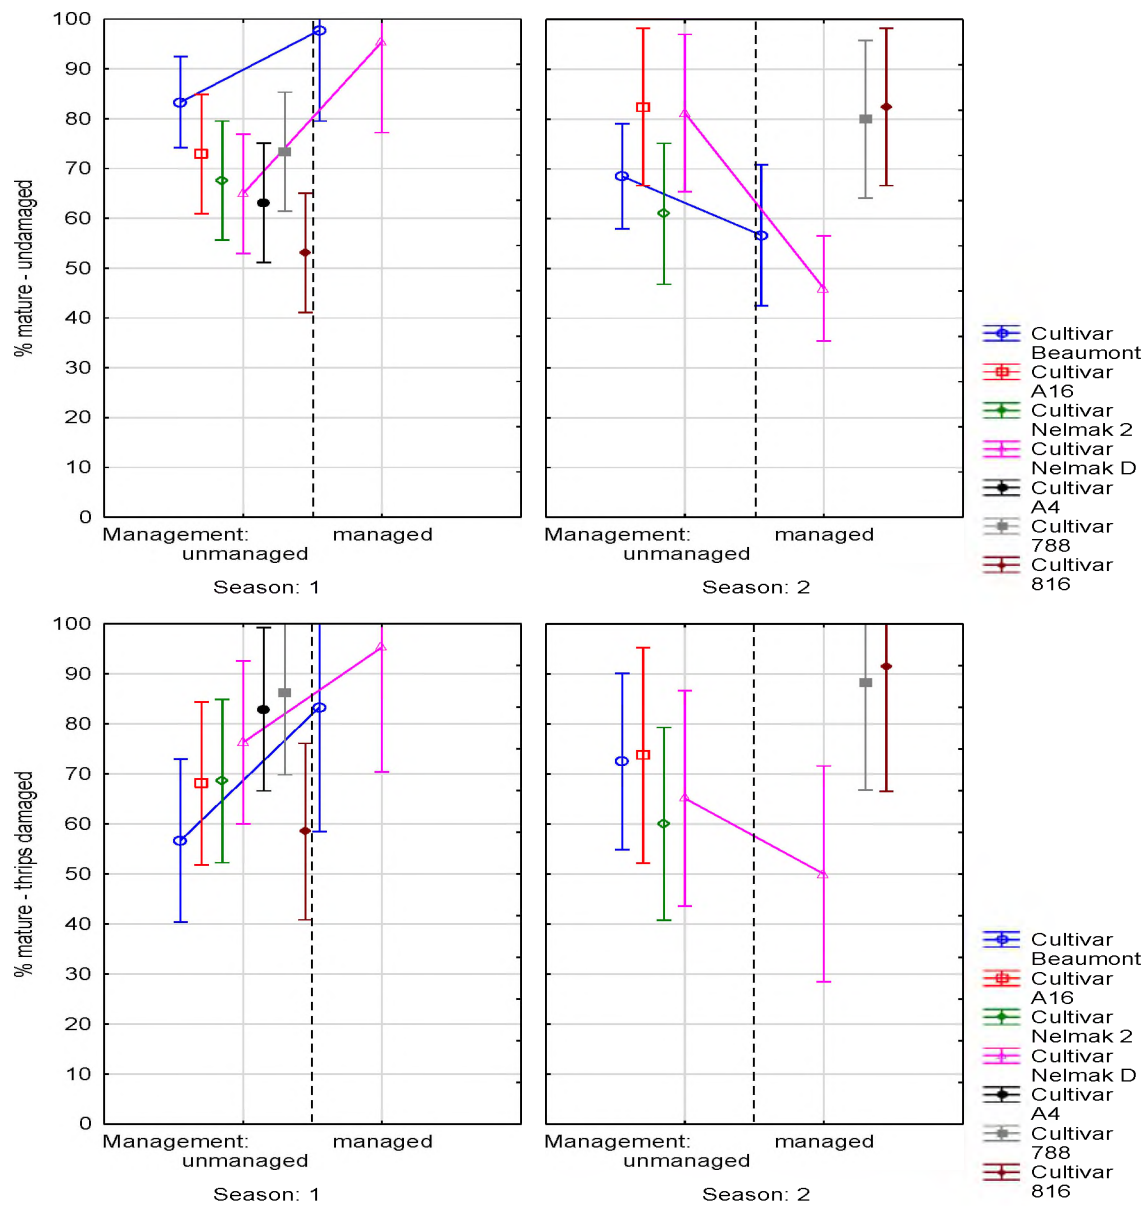 100
90
80
70
60
50
40
30
20
10
0
% mature - undamaged
Management:
unmanaged
managed
Season: 1
Management:
unmanaged
managed
Season: 2
Cultivar
Beaumont
Cultivar
A16
Cultivar
Nelmak 2
Cultivar
Nelmak D
Cultivar
A4
Cultivar
788
Cultivar
816
100
90
80
70
60
50
40
30
20
10
0
% mature - thrips damaged
Management:
unmanaged
managed
Season: 1
Management:
unmanaged
managed
Season: 2
Cultivar
Beaumont
Cultivar
A16
Cultivar
Nelmak 2
Cultivar
Nelmak D
Cultivar
A4
Cultivar
788
Cultivar
816